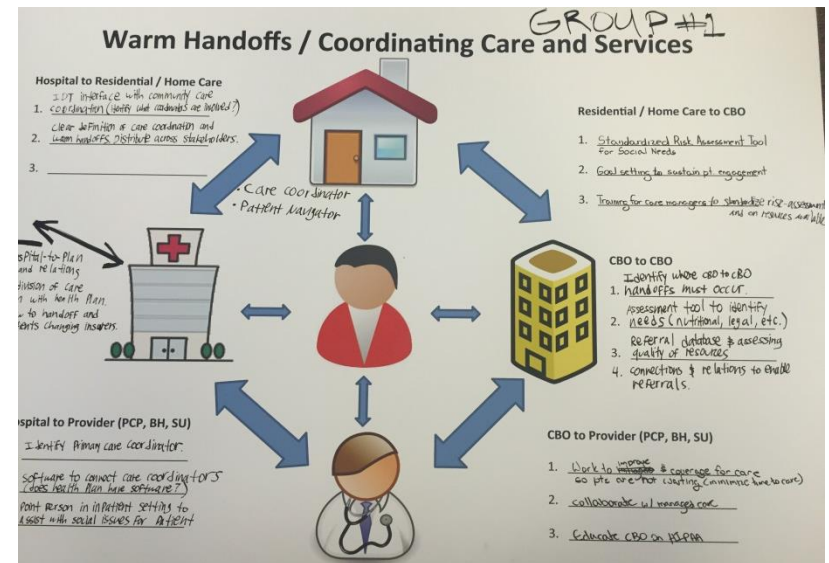 GROUP #1
Warm Handoffs / Coordinating Care and Services
Hospital to Residential / Home Care
IDT interface with community care
1. coordination (identify what coordinators are involved?)
clear definition of care coordination and
2. warm handoffs. Distribute across stakeholders.
3.
• Care coordinator
• Patient Navigator
Residential / Home Care to CBO
1. Standardized Risk Assessment Tool
for Social Needs
2. Goal setting to sustain pt. engagement
3. Training for care managers to standardize risk-assessment
and on resources available
spital-to-Plan
and relations
division of care
with health Plan.
to handoff and
ents changing insurers.
CBO to CBO
Identify where CBO to CBO
1. handoffs must occur.
Assessment tool to identify
2. needs (nutritional, legal, etc.)
Referral database & assessing
3. quality of resources
4. connections & relations to enable
referrals.
ospital to Provider (PCP, BH, SU)
Identify Primary care coordinator.
Software to connect care coordinators
(does health Plan have software?)
Point Person in inpatient setting to
Assist with social issues for Patient
CBO to Provider (PCP, BH, SU)
1. Work to improve & coverage for care
so pts are not waiting (minimize time to care)
2. collaborate w/ managed care
3. Educate CBO on HIPAA